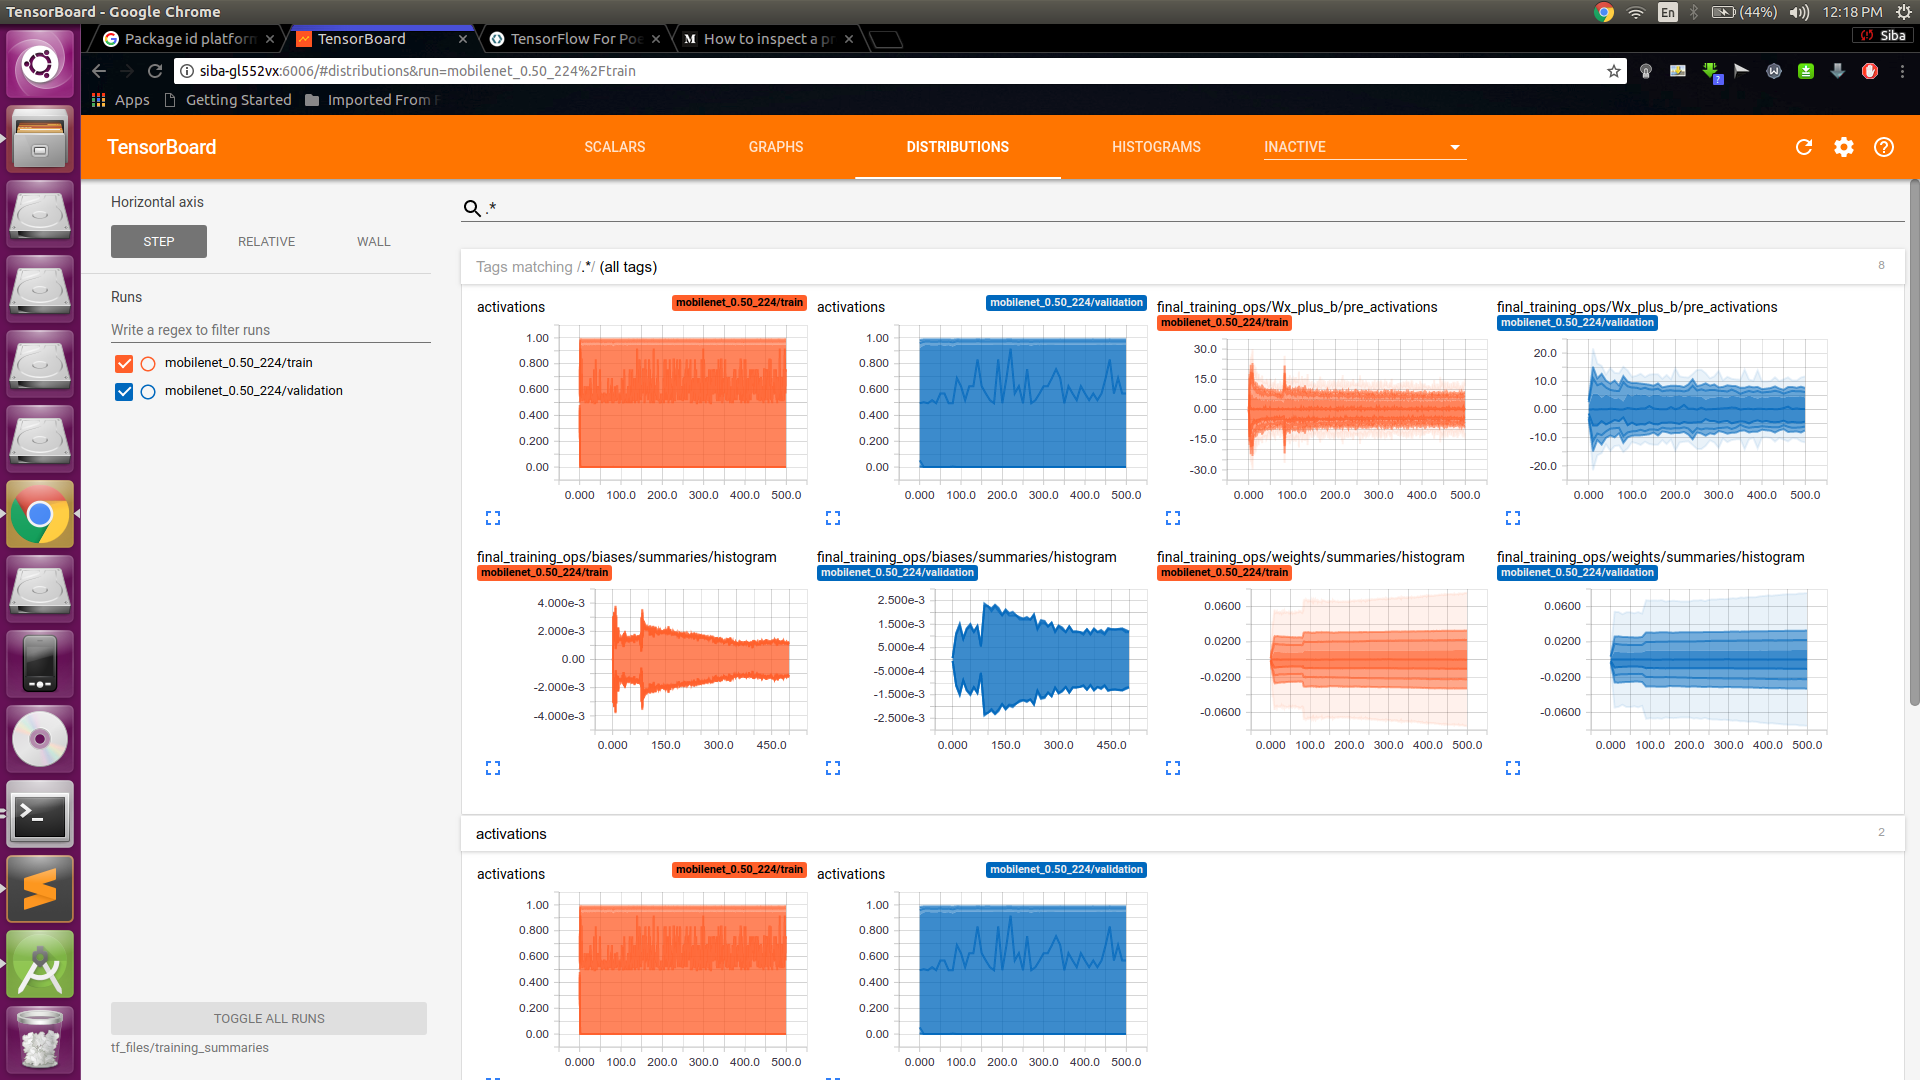 TensorBoard - Google Chrome
En
(44%)
12:18 PM
Package id platform
TensorBoard
TensorFlow For Poe
M How to inspect a pr
Siba
siba-gl552vx:6006/#distributions&run=mobilenet_0.50_224%2Ftrain
Apps
Getting Started
Imported From F
TensorBoard
SCALARS
GRAPHS
DISTRIBUTIONS
HISTOGRAMS
INACTIVE
Horizontal axis
STEP
RELATIVE
WALL
Runs
Write a regex to filter runs
mobilenet_0.50_224/train
mobilenet_0.50_224/validation
TOGGLE ALL RUNS
tf_files/training_summaries
.*
Tags matching /.*/ (all tags)
8
activations
mobilenet_0.50_224/train
1.00
0.800
0.600
0.400
0.200
0.00
0.000 100.0 200.0 300.0 400.0 500.0
activations
mobilenet_0.50_224/validation
1.00
0.800
0.600
0.400
0.200
0.00
0.000 100.0 200.0 300.0 400.0 500.0
final_training_ops/Wx_plus_b/pre_activations
mobilenet_0.50_224/train
30.0
15.0
0.00
-15.0
-30.0
0.000 100.0 200.0 300.0 400.0 500.0
final_training_ops/Wx_plus_b/pre_activations
mobilenet_0.50_224/validation
20.0
10.0
0.00
-10.0
-20.0
0.000 100.0 200.0 300.0 400.0 500.0
final_training_ops/biases/summaries/histogram
mobilenet_0.50_224/train
4.000e-3
2.000e-3
0.00
-2.000e-3
-4.000e-3
0.000 150.0 300.0 450.0
final_training_ops/biases/summaries/histogram
mobilenet_0.50_224/validation
2.500e-3
1.500e-3
5.000e-4
-5.000e-4
-1.500e-3
-2.500e-3
0.000 150.0 300.0 450.0
final_training_ops/weights/summaries/histogram
mobilenet_0.50_224/train
0.0600
0.0200
-0.0200
-0.0600
0.000 100.0 200.0 300.0 400.0 500.0
final_training_ops/weights/summaries/histogram
mobilenet_0.50_224/validation
0.0600
0.0200
-0.0200
-0.0600
0.000 100.0 200.0 300.0 400.0 500.0
activations
2
activations
mobilenet_0.50_224/train
1.00
0.800
0.600
0.400
0.200
0.00
0.000 100.0 200.0 300.0 400.0 500.0
activations
mobilenet_0.50_224/validation
1.00
0.800
0.600
0.400
0.200
0.00
0.000 100.0 200.0 300.0 400.0 500.0